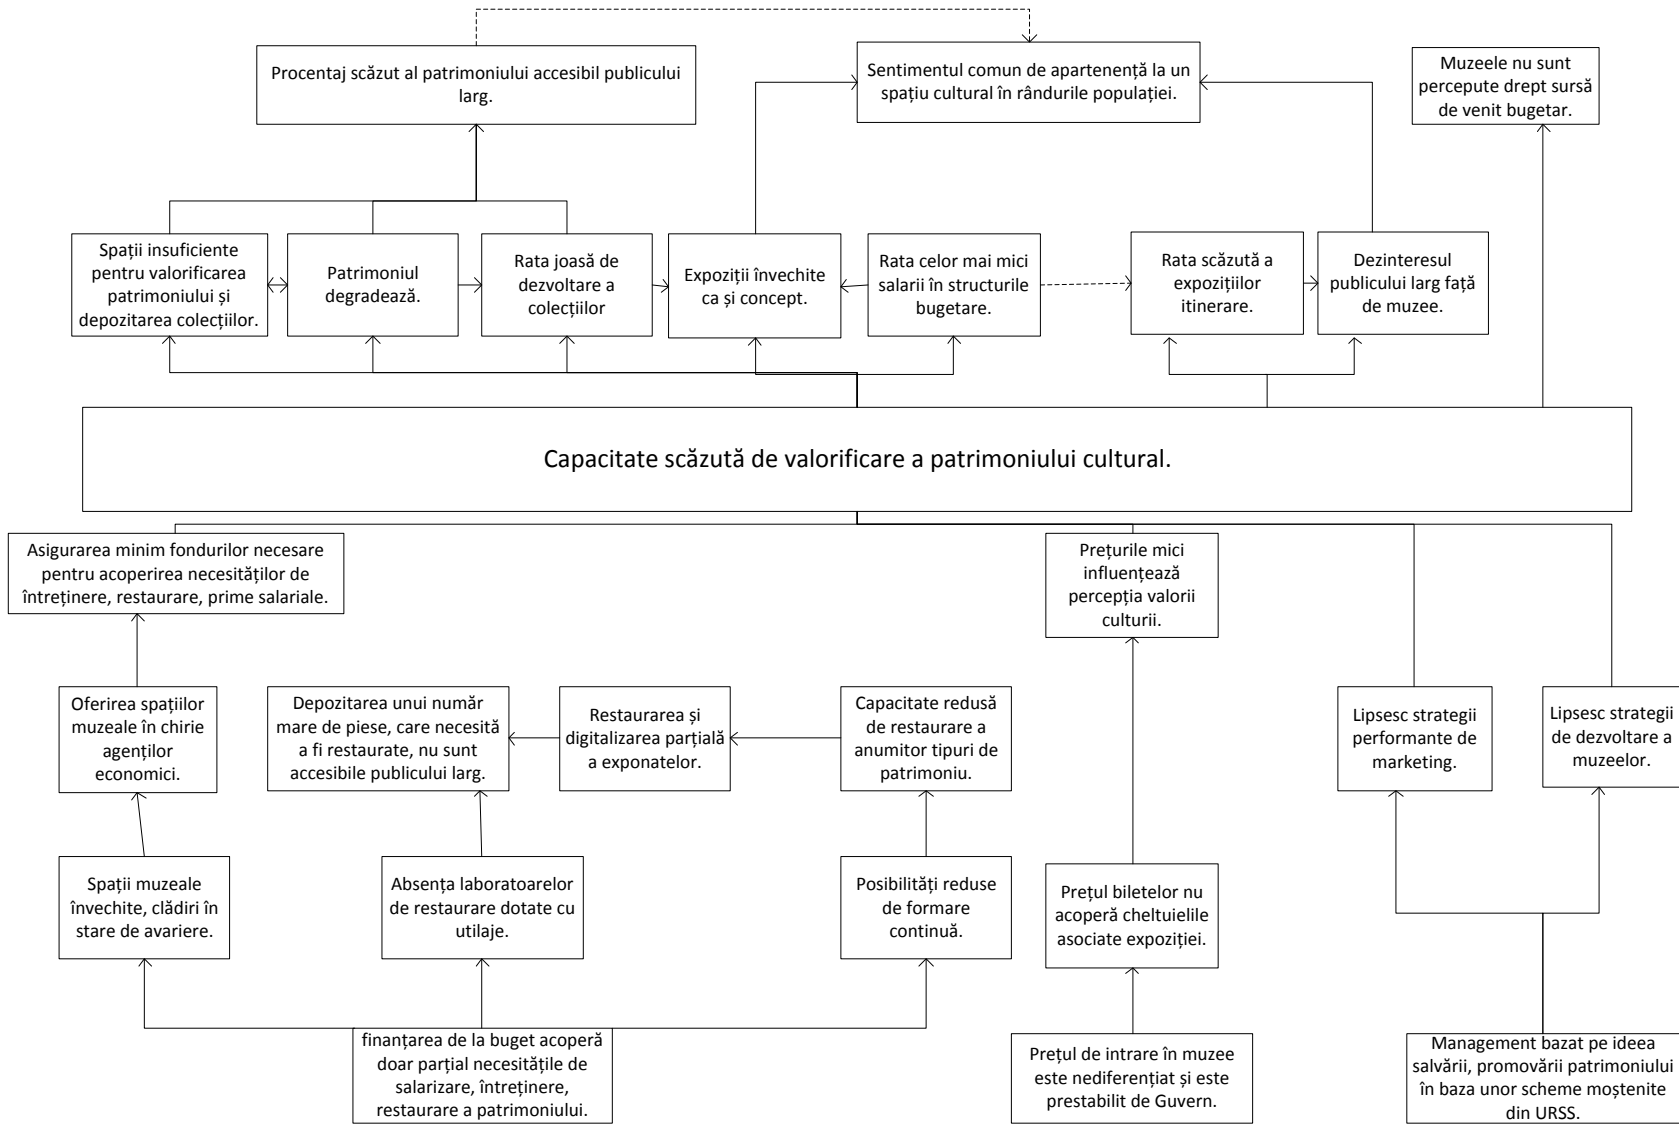 Procentaj scăzut al patrimoniului accesibil publicului
larg.
Sentimentul comun de apartenență la un
spațiu cultural în rândurile populației.
Muzeele nu sunt
percepute drept sursă
de venit bugetar.
Spații insuficiente
pentru valorificarea
patrimoniului și
depozitarea colecțiilor.
Patrimoniul
degradează.
Rata joasă de
dezvoltare a
colecțiilor
Expoziții învechite
ca și concept.
Rata celor mai mici
salarii în structurile
bugetare.
Rata scăzută a
expozițiilor
itinerare.
Dezinteresul
publicului larg față
de muzee.
Capacitate scăzută de valorificare a patrimoniului cultural.
Asigurarea minim fondurilor necesare
pentru acoperirea necesităților de
întreținere, restaurare, prime salariale.
Prețurile mici
influențează
percepția valorii
culturii.
Oferirea spațiilor
muzeale în chirie
agenților
economici.
Depozitarea unui număr
mare de piese, care necesită
a fi restaurate, nu sunt
accesibile publicului larg.
Restaurarea și
digitalizarea parțială
a exponatelor.
Capacitate redusă
de restaurare a
anumitor tipuri de
patrimoniu.
Lipsesc strategii
performante de
marketing.
Lipsesc strategii
de dezvoltare a
muzeelor.
Spații muzeale
învechite, clădiri în
stare de avariere.
Absența laboratoarelor
de restaurare dotate cu
utilaje.
Posibilități reduse
de formare
continuă.
Prețul biletelor nu
acoperă cheltuielile
asociate expoziției.
finanțarea de la buget acoperă
doar parțial necesitățile de
salarizare, întreținere,
restaurare a patrimoniului.
Prețul de intrare în muzee
este nediferențiat și este
prestabilit de Guvern.
Management bazat pe ideea
salvării, promovării patrimoniului
în baza unor scheme moștenite
din URSS.